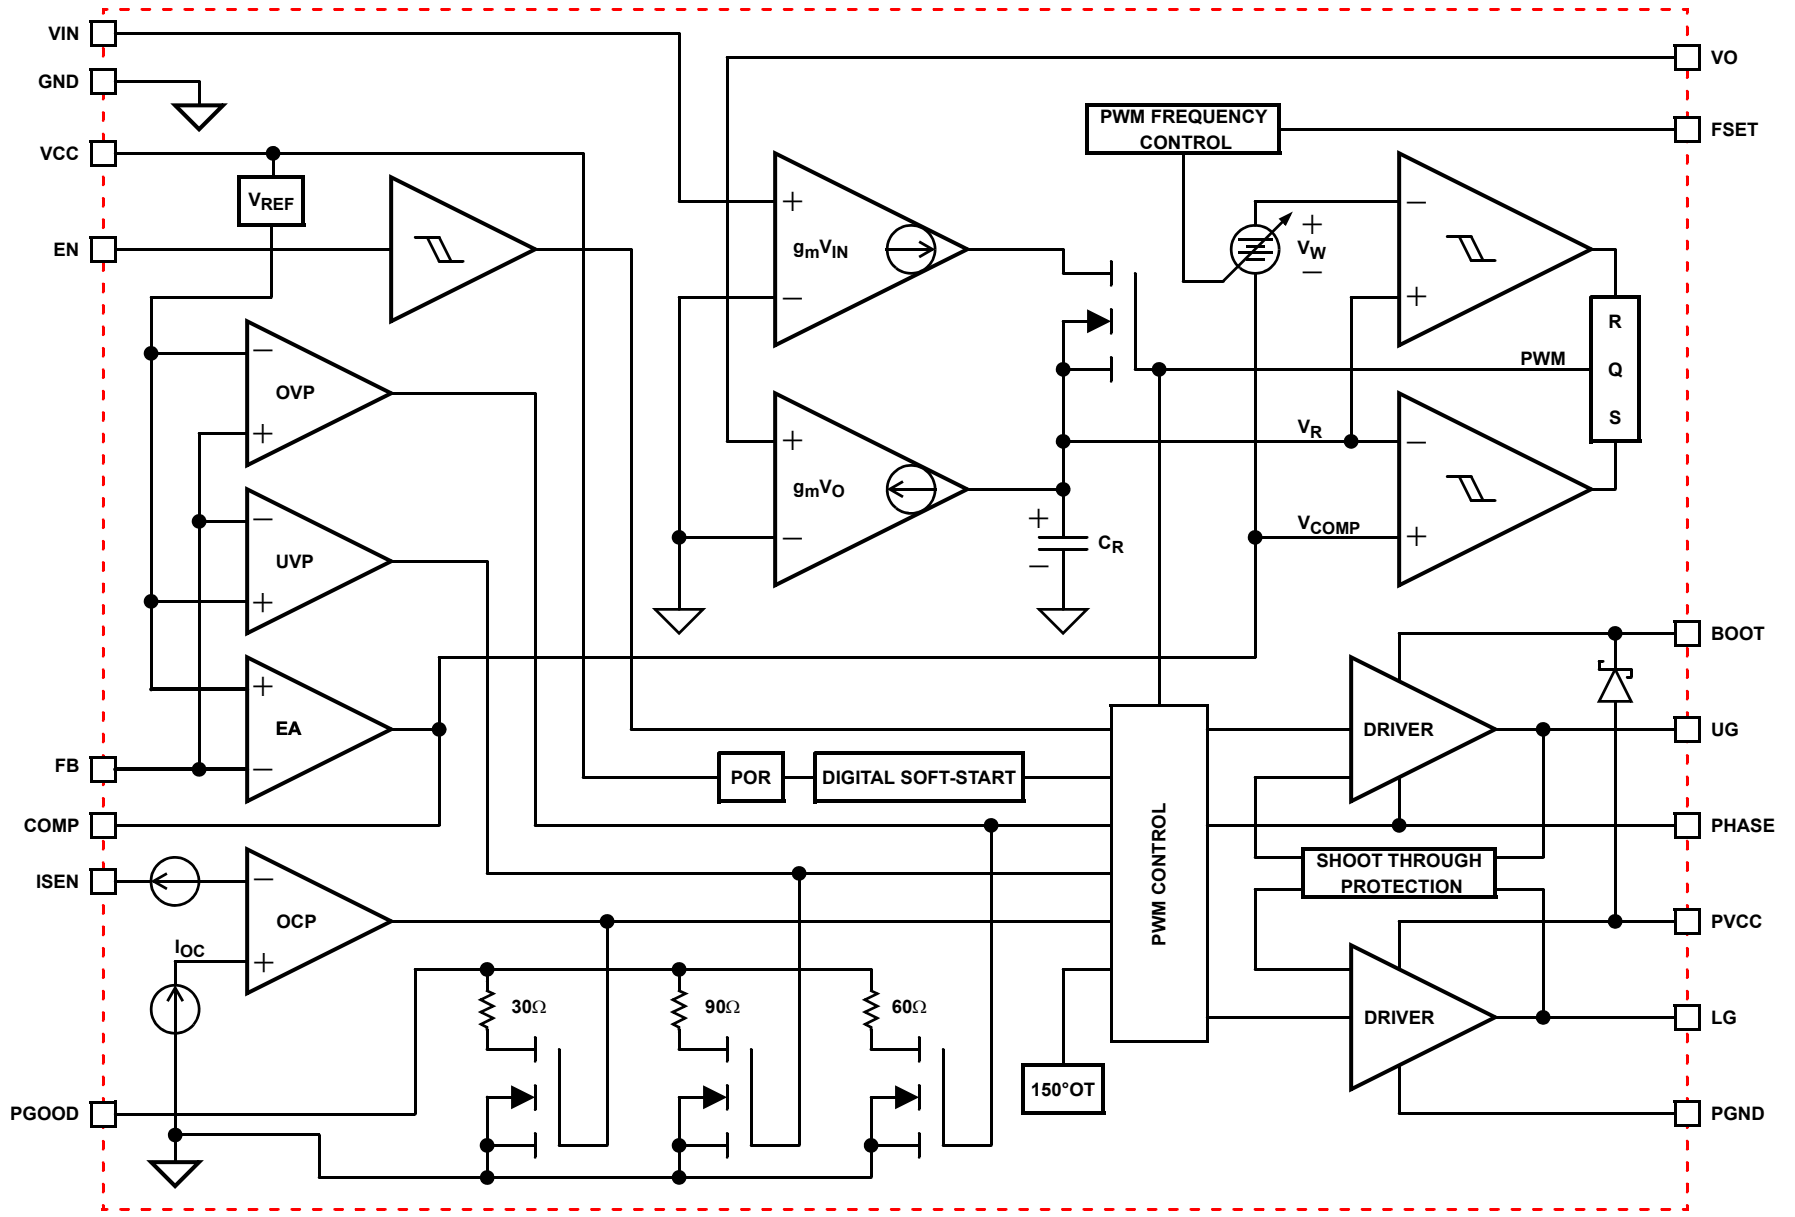 VIN
VO
GND
PWM FREQUENCY
CONTROL
FSET
VCC
VREF
+
−
+
EN
gmVIN
VW
−
−
+
R
−
OVP
PWM
Q
+
+
VR
−
S
gmVO
−
+
VCOMP
UVP
−
CR
+
+
−
BOOT
+
EA
DRIVER
UG
FB
−
POR
DIGITAL SOFT-START
COMP
PHASE
PWM CONTROL
SHOOT THROUGH
PROTECTION
ISEN
−
OCP
PVCC
IOC
+
30Ω
90Ω
60Ω
DRIVER
LG
150°OT
PGOOD
PGND